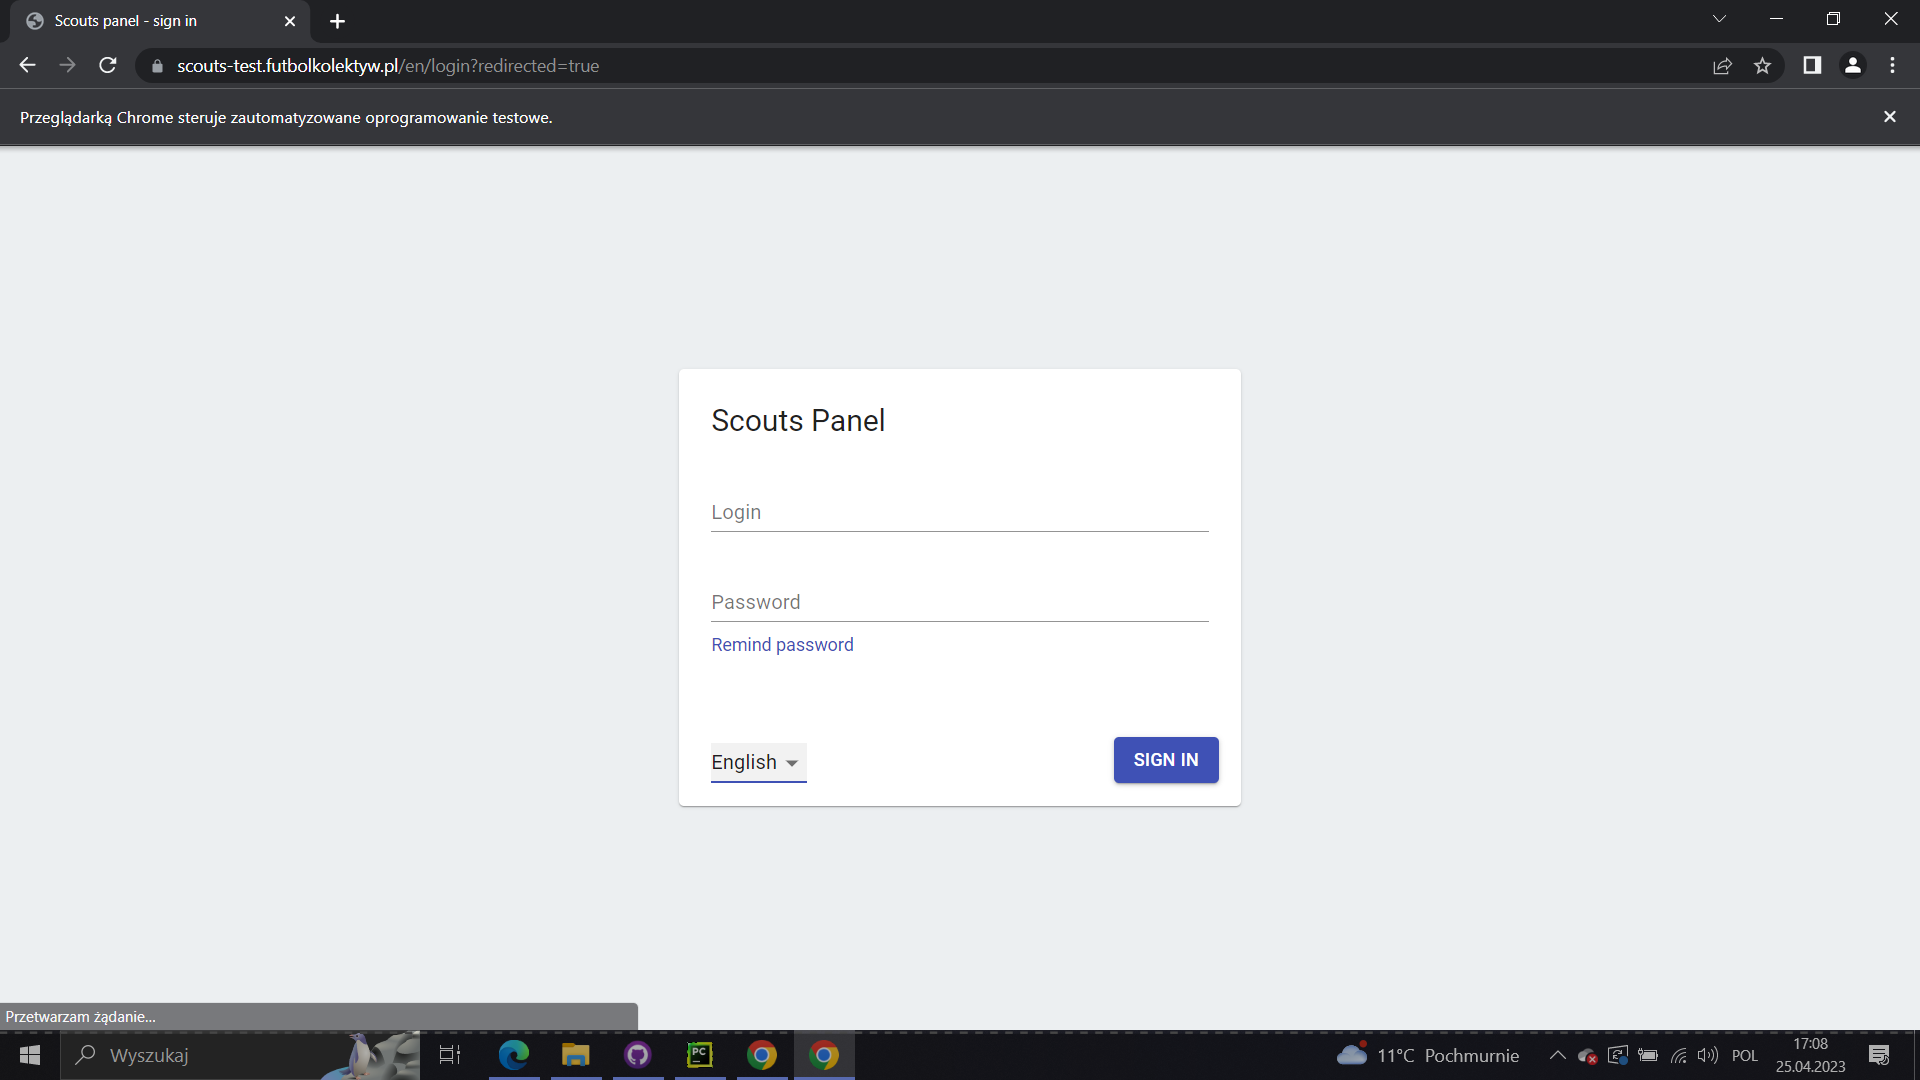 Scouts panel - sign in
scouts-test.futbolkolektyw.pl/en/login?redirected=true
Przeglądarką Chrome steruje zautomatyzowane oprogramowanie testowe.
Scouts Panel
Login
Password
Remind password
English
SIGN IN
Przetwarzam żądanie...
Wyszukaj
PC
11°C Pochmurnie
POL
17:08
25.04.2023